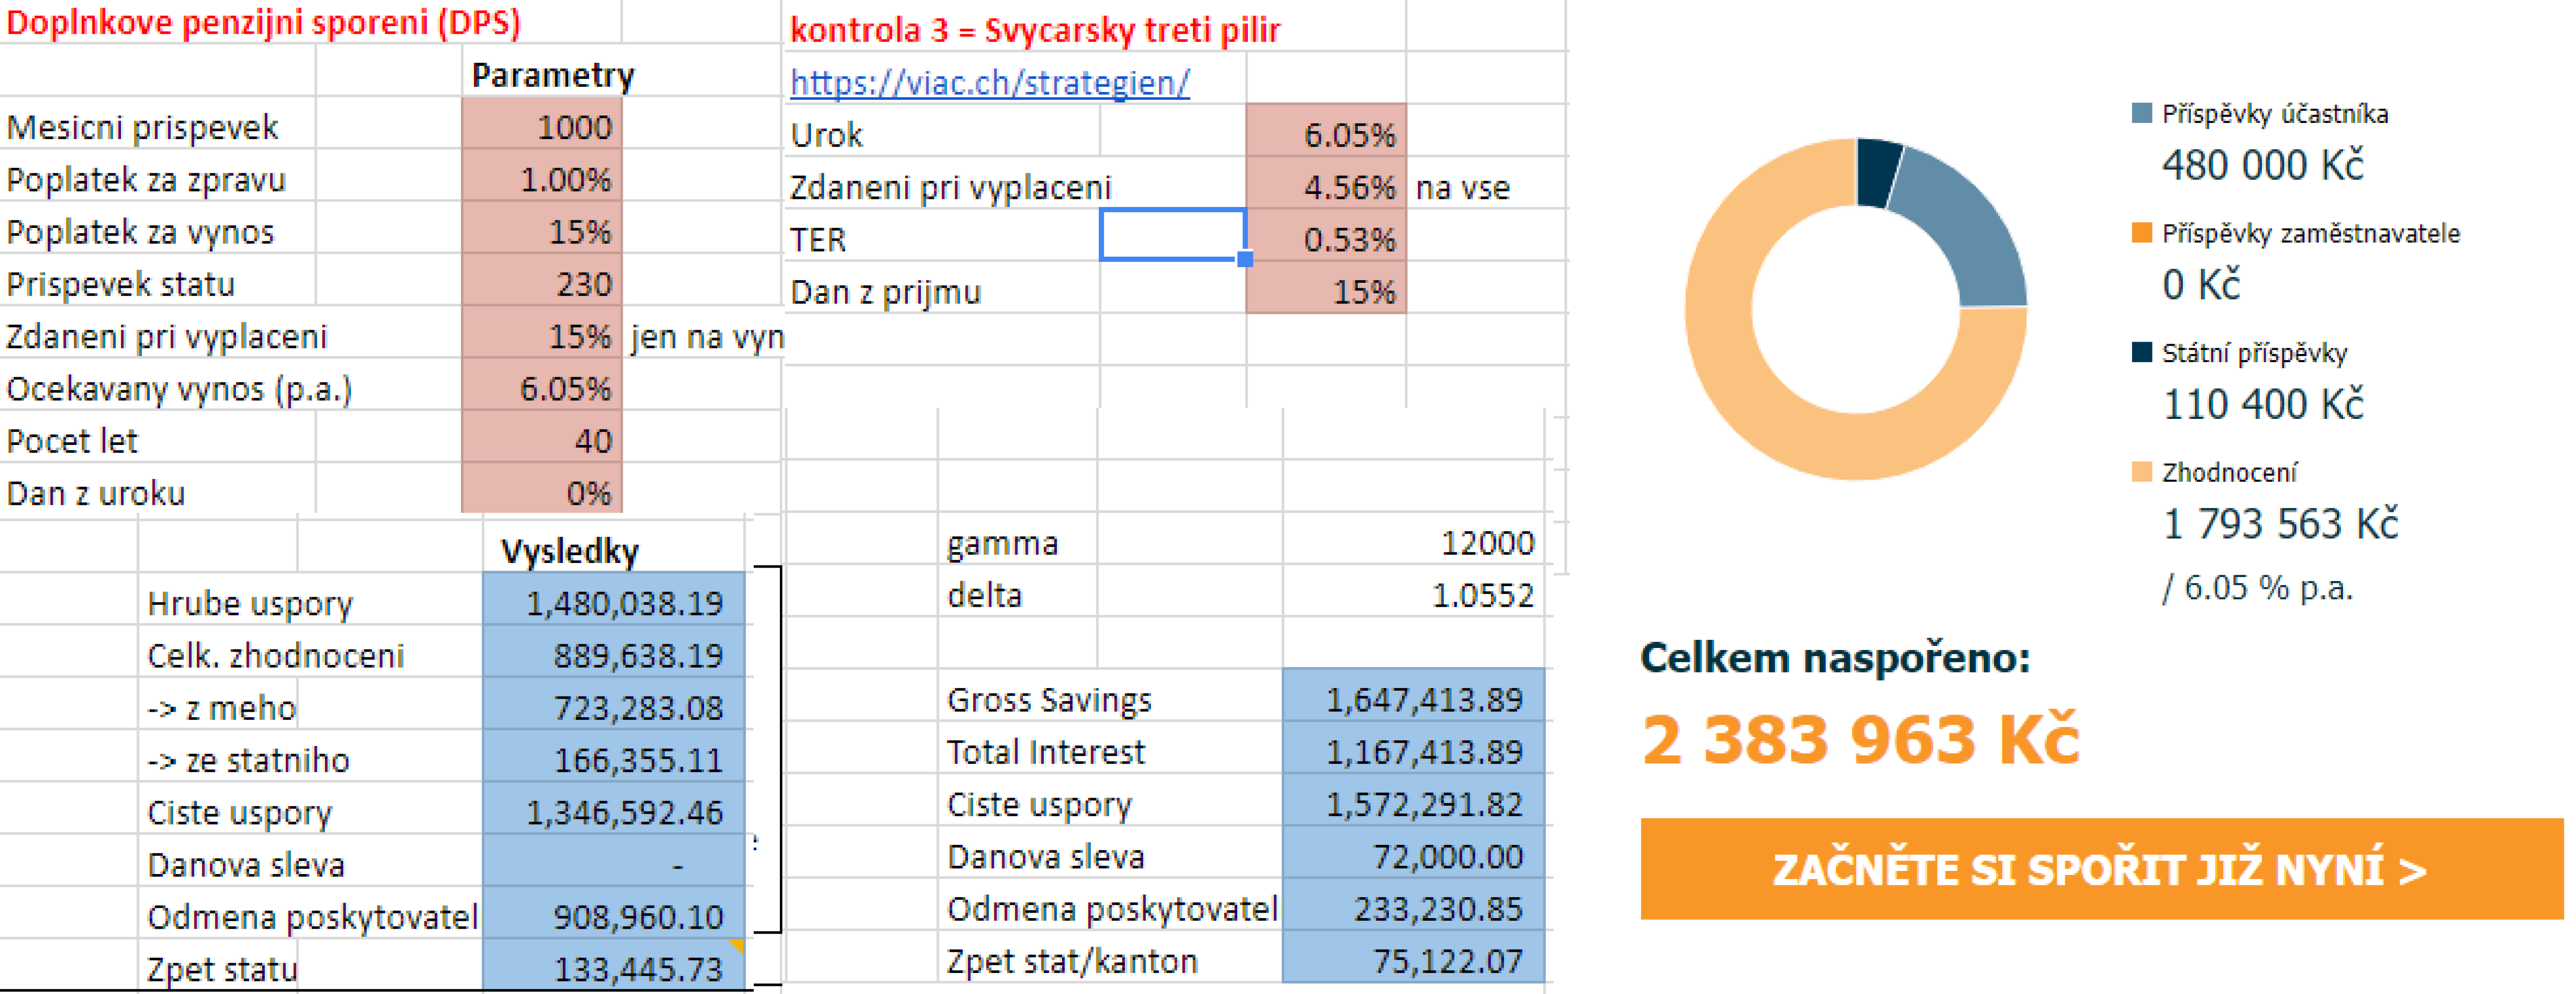 Doplnkove penzijni sporeni (DPS)
Parametry
Mesicni prispevek 1000
Poplatek za zpravu 1.00%
Poplatek za vynos 15%
Prispevek statu 230
Zdaneni pri vyplaceni 15% jen na vyn
Ocekavany vynos (p.a.) 6.05%
Pocet let 40
Dan z uroku 0%
Vysledky
Hrube uspory 1,480,038.19
Celk. zhodnoceni 889,638.19
-> z meho 723,283.08
-> ze statniho 166,355.11
Ciste uspory 1,346,592.46
Danova sleva -
Odmena poskytovatel 908,960.10
Zpet statu 133,445.73
kontrola 3 = Svycarsky treti pilir
https://viac.ch/strategien/
Urok 6.05%
Zdaneni pri vyplaceni 4.56% na vse
TER 0.53%
Dan z prijmu 15%
gamma 12000
delta 1.0552
Gross Savings 1,647,413.89
Total Interest 1,167,413.89
Ciste uspory 1,572,291.82
Danova sleva 72,000.00
Odmena poskytovatel 233,230.85
Zpet stat/kanton 75,122.07
Příspěvky účastníka
480 000 Kč
Příspěvky zaměstnavatele
0 Kč
Státní příspěvky
110 400 Kč
Zhodnocení
1 793 563 Kč
/ 6.05 % p.a.
Celkem naspořeno:
2 383 963 Kč
ZAČNĚTE SI SPOŘIT JIŽ NYNÍ >